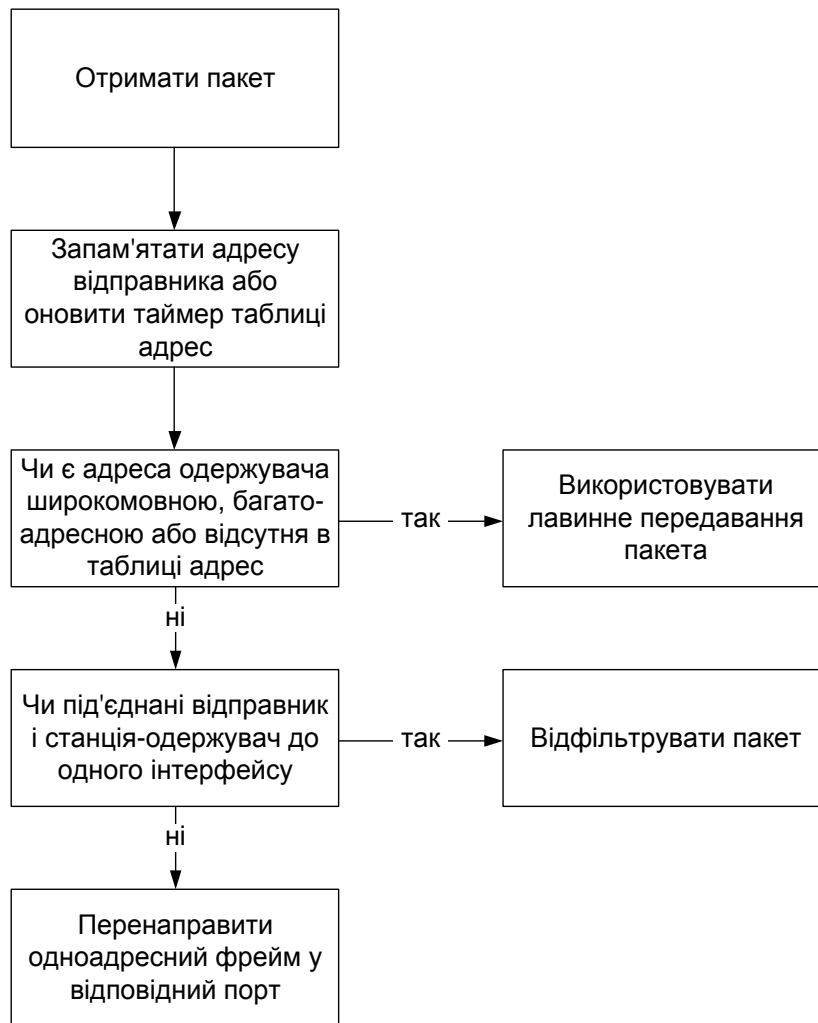 Отримати пакет
Запам'ятати адресу
відправника або
оновити таймер таблиці
адрес
Чи є адреса одержувача
широкомовною, багато-
адресною або відсутня в
таблиці адрес
так
Використовувати
лавинне передавання
пакета
ні
Чи під'єднані відправник
і станція-одержувач до
одного інтерфейсу
так
Відфільтрувати пакет
ні
Перенаправити
одноадресний фрейм у
відповідний порт